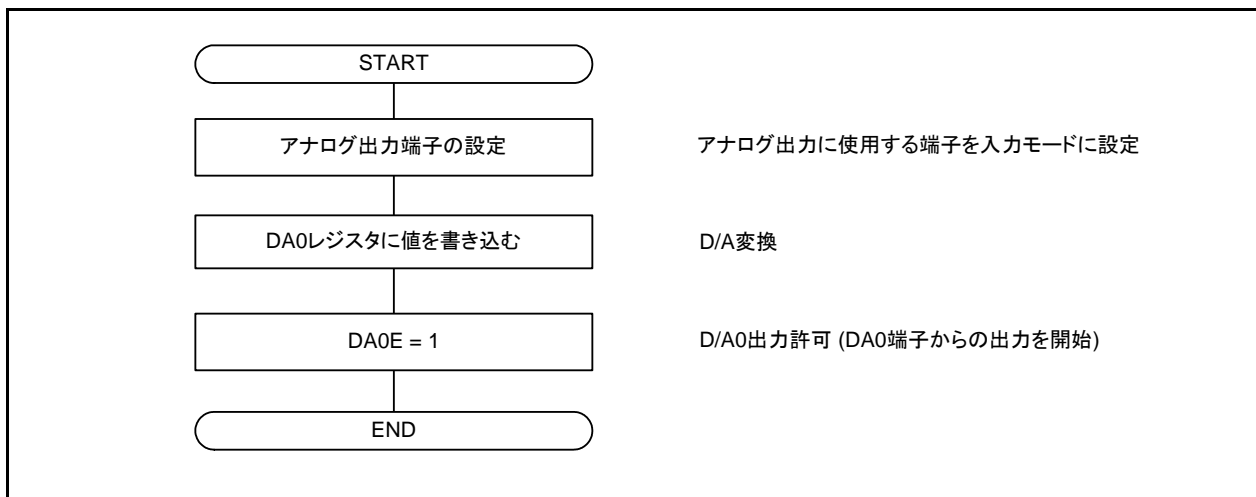 START
アナログ出力端子の設定
アナログ出力に使用する端子を入力モードに設定
DA0レジスタに値を書き込む
D/A変換
DA0E = 1
D/A0出力許可 (DA0端子からの出力を開始)
END